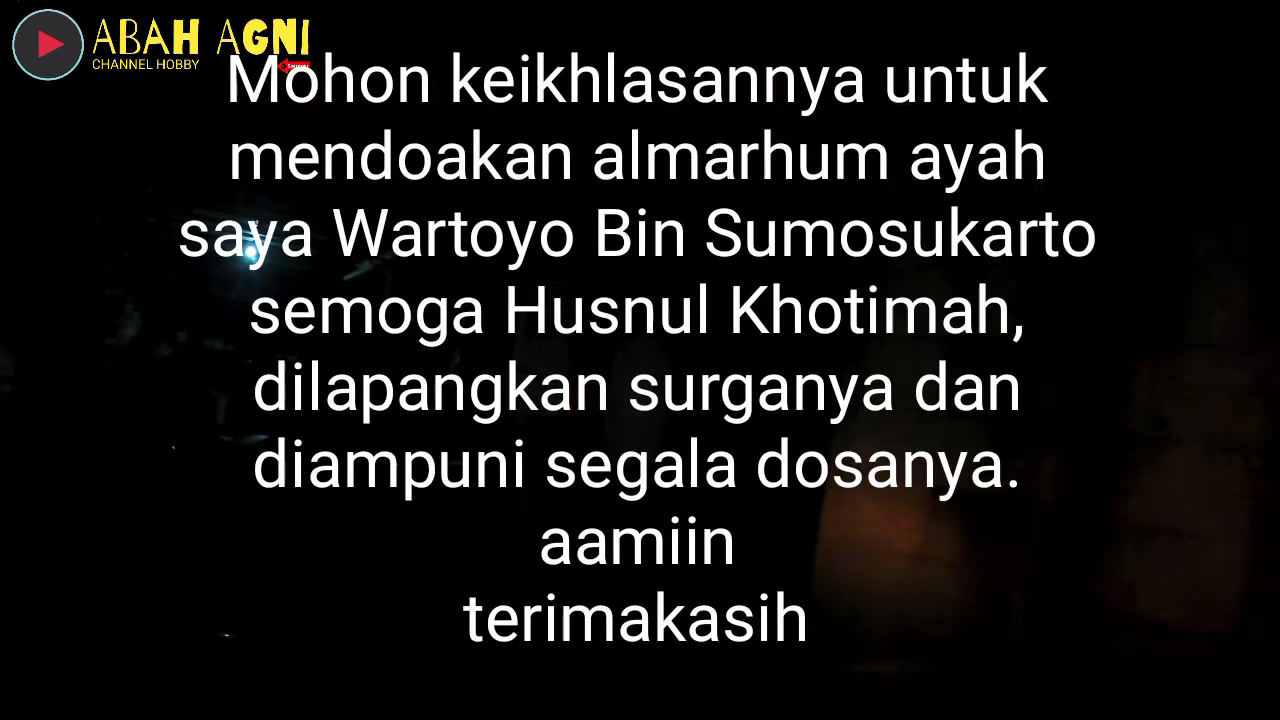 ABAH AGNI
CHANNEL HOBBY
Mohon keikhlasannya untuk
mendoakan almarhum ayah
saya Wartoyo Bin Sumosukarto
semoga Husnul Khotimah,
dilapangkan surganya dan
diampuni segala dosanya.
aamiin
terimakasih